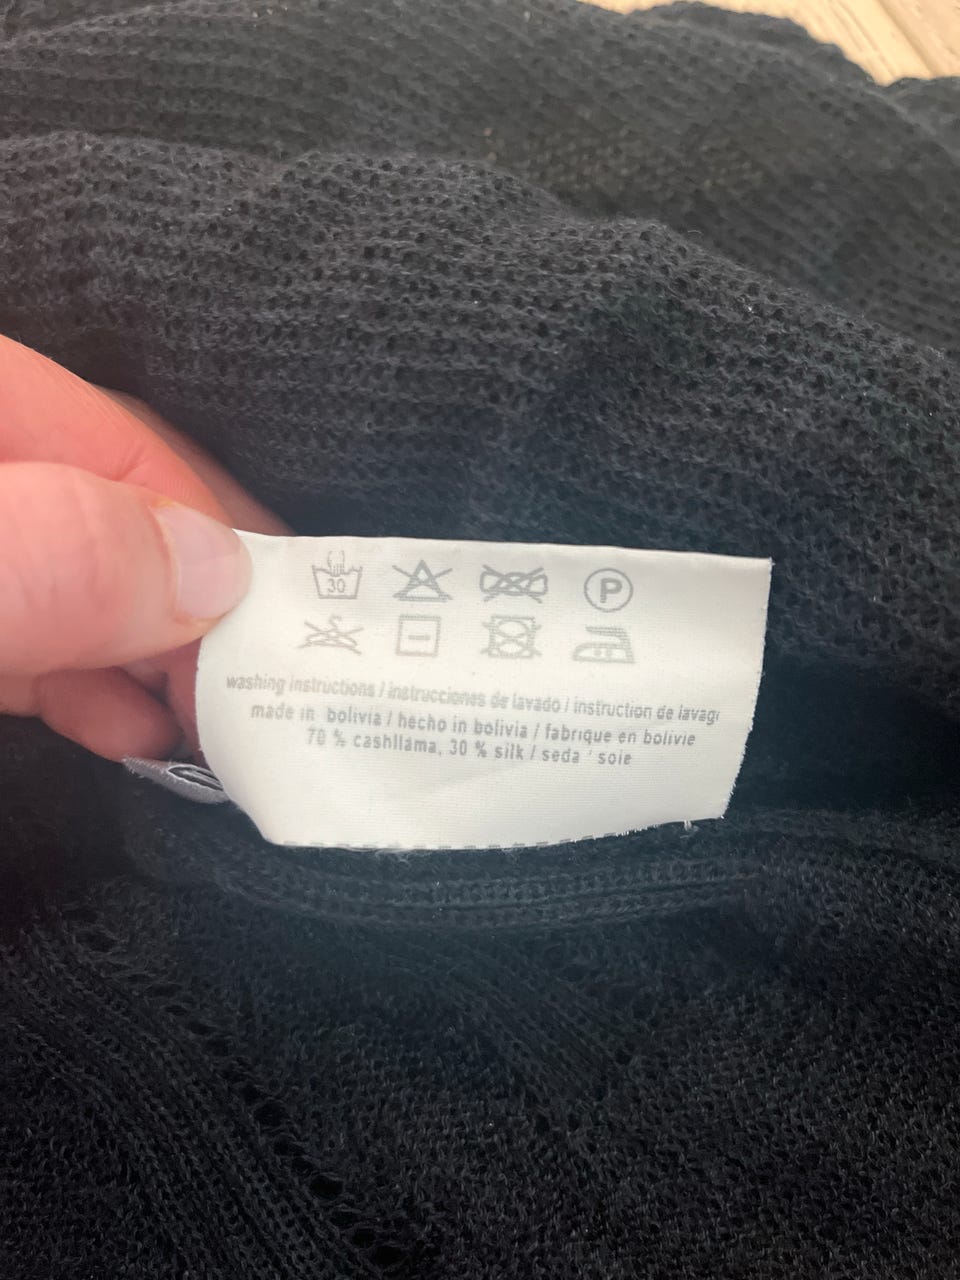 30
P
washing instructions / instrucciones de lavado / instruction de lavag
made in bolivia / hecho in bolivia / fabrique en bolivie
70 % cashllama, 30 % silk / seda ' soie